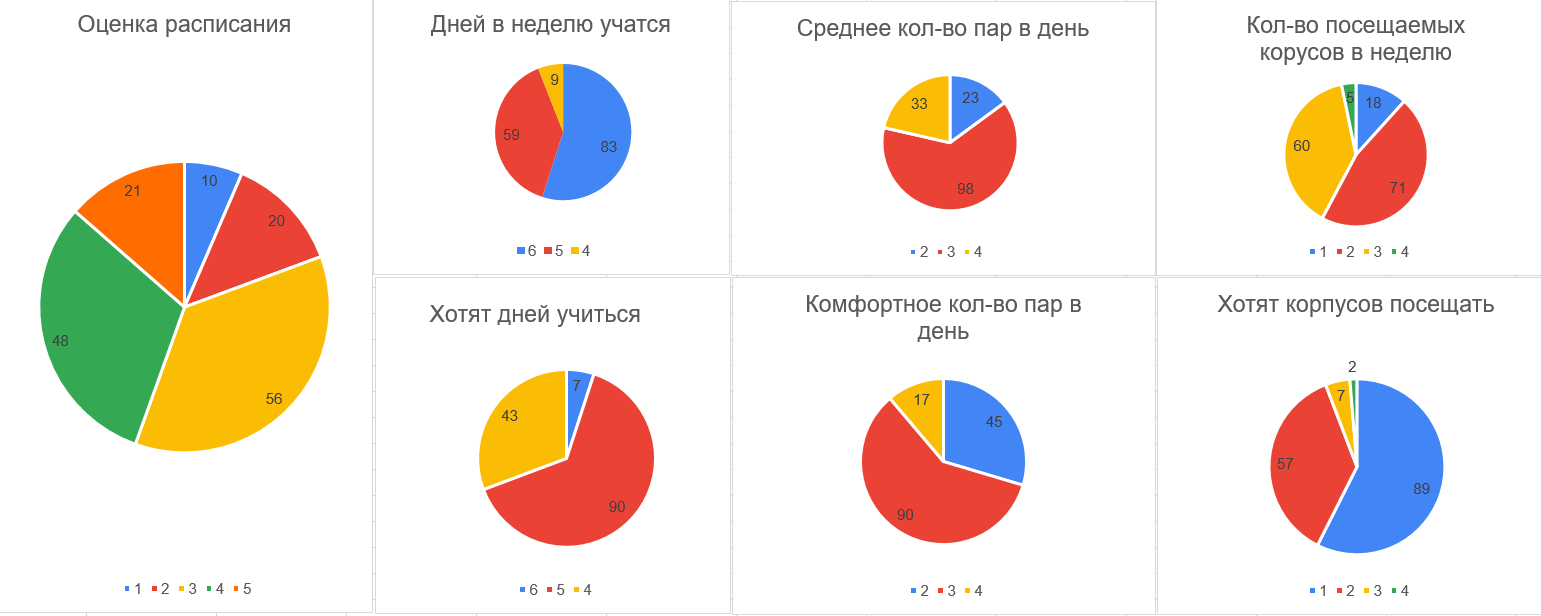 Оценка расписания
10
20
21
48
56
1 2 3 4 5
Дней в неделю учатся
9
59
83
6 5 4
Среднее кол-во пар в день
33
23
98
2 3 4
Кол-во посещаемых
корусов в неделю
5
18
60
71
1 2 3 4
Хотят дней учиться
7
43
90
6 5 4
Комфортное кол-во пар в
день
17
45
90
2 3 4
Хотят корпусов посещать
2
7
57
89
1 2 3 4